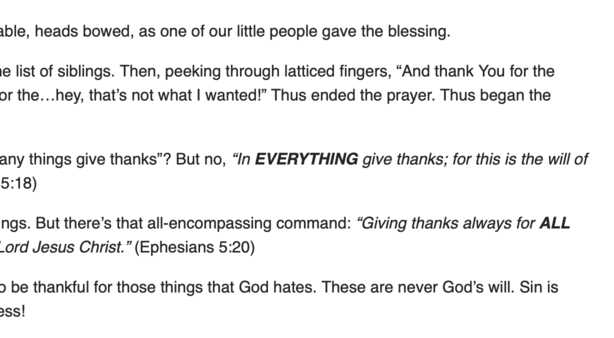 able, heads bowed, as one of our little people gave the blessing.
e list of siblings. Then, peeking through latticed fingers, “And thank You for the
or the…hey, that’s not what I wanted!” Thus ended the prayer. Thus began the
any things give thanks”? But no, “In EVERYTHING give thanks; for this is the will of
5:18)
ngs. But there’s that all-encompassing command: “Giving thanks always for ALL
Lord Jesus Christ.” (Ephesians 5:20)
o be thankful for those things that God hates. These are never God’s will. Sin is
ess!